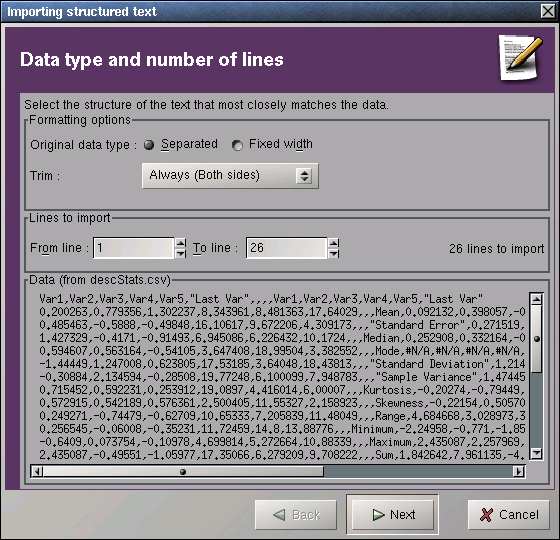 Importing structured text
Data type and number of lines
Select the structure of the text that most closely matches the data.
Formatting options
Original data type : Separated Fixed width
Trim : Always (Both sides)
Lines to import
From line : 1 To line : 26 26 lines to import
Data (from descStats.csv)
Var1,Var2,Var3,Var4,Var5,"Last Var",,,,Var1,Var2,Var3,Var4,Var5,"Last Var"
0.200263,0.779356,1.302237,8.343961,8.481363,17.64029,,,Mean,0.092132,0.398057,-0
0.485463,-0.5888,-0.49848,16.10617,9.672206,4.309173,,,"Standard Error",0.271519,
1.427329,-0.4171,-0.91493,6.945086,6.226432,10.1724,,,Median,0.252908,0.332164,-0
0.594607,0.563164,-0.54105,3.647408,18.99504,3.382552,,,Mode,#N/A,#N/A,#N/A,#N/A,
-1.44449,1.247008,0.623805,17.53185,3.64048,18.43813,,,"Standard Deviation",1.214
-0.30884,2.134594,-0.28508,19.77248,6.100099,7.948783,,,"Sample Variance",1.47445
0.715452,0.592231,0.253912,19.0897,4.416014,6.00007,,,Kurtosis,-0.20274,-0.79449,
0.572915,0.542189,0.576361,2.500405,11.55327,2.158923,,,Skewness,-0.22154,0.50570
0.249271,-0.74479,-0.62709,10.65333,7.205839,11.48049,,,Range,4.684668,3.028973,3
0.256545,-0.06008,-0.35231,11.72459,14.8,13.88776,,,Minimum,-2.24958,-0.771,-1.85
-0.6409,0.073754,-0.10978,4.699814,5.272664,10.88339,,,Maximum,2.435087,2.257969,
2.435087,-0.49551,-1.05977,17.35066,6.279209,9.708222,,,Sum,1.842642,7.961135,-4.
Back Next Cancel